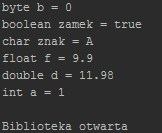 byte b = 0
boolean zamek = true
char znak = A
float f = 9.9
double d = 11.98
int a = 1
Biblioteka otwarta